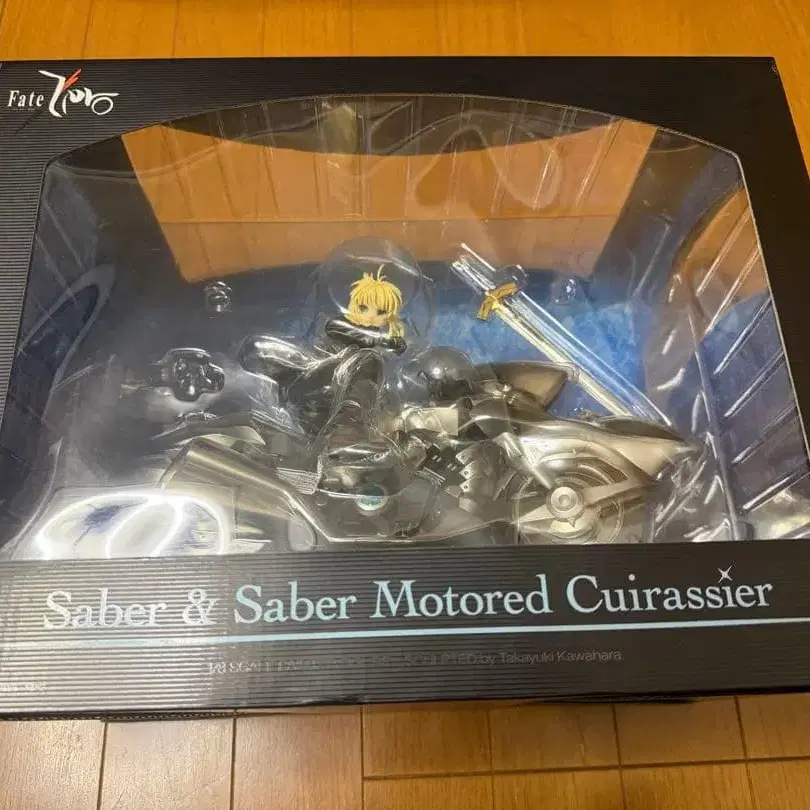 Fate Zero
Saber & Saber Motored Cuirassier
1/8 SCALE by Takayuki Kawahara